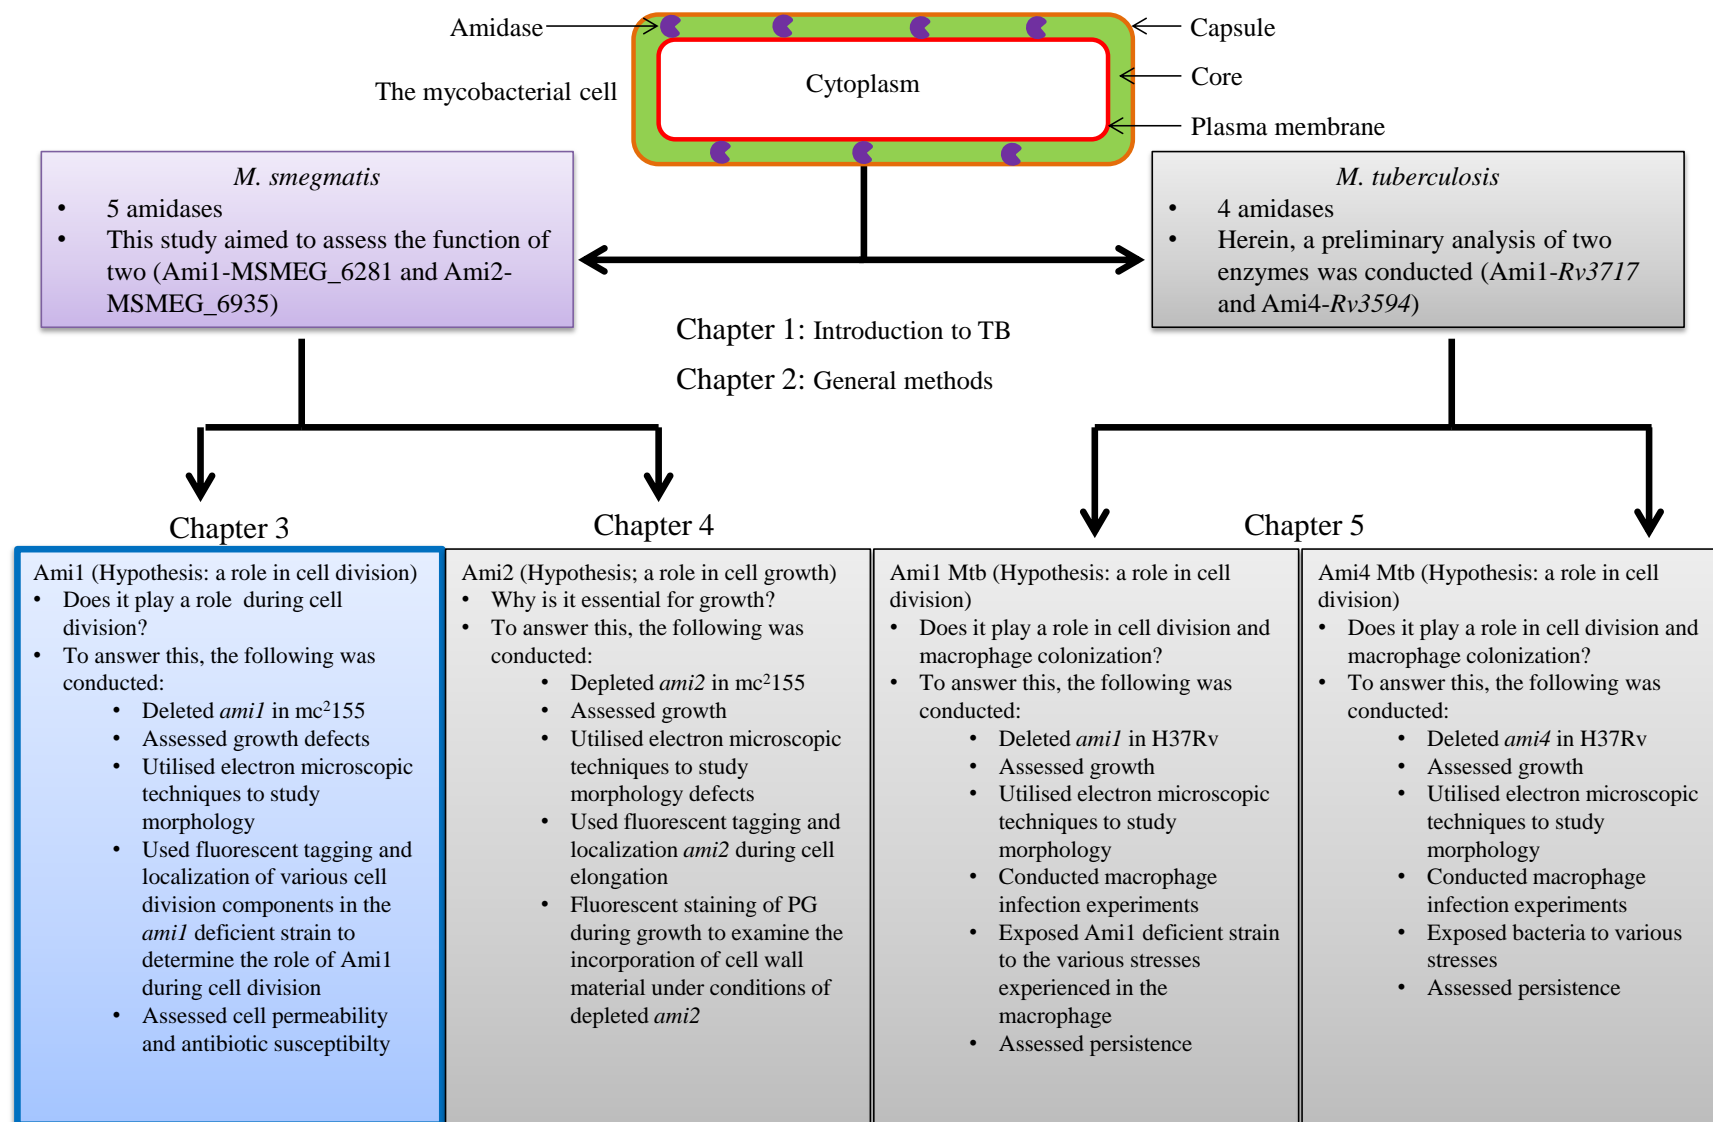 Amidase
Capsule
The mycobacterial cell
Cytoplasm
Core
Plasma membrane
M. smegmatis
• 5 amidases
• This study aimed to assess the function of
two (Ami1-MSMEG_6281 and Ami2-
MSMEG_6935)
M. tuberculosis
• 4 amidases
• Herein, a preliminary analysis of two
enzymes was conducted (Ami1-Rv3717
and Ami4-Rv3594)
Chapter 1: Introduction to TB
Chapter 2: General methods
Chapter 3
Ami1 (Hypothesis: a role in cell division)
• Does it play a role during cell
division?
• To answer this, the following was
conducted:
• Deleted ami1 in mc²155
• Assessed growth defects
• Utilised electron microscopic
techniques to study
morphology
• Used fluorescent tagging and
localization of various cell
division components in the
ami1 deficient strain to
determine the role of Ami1
during cell division
• Assessed cell permeability
and antibiotic susceptibilty
Chapter 4
Ami2 (Hypothesis; a role in cell growth)
• Why is it essential for growth?
• To answer this, the following was
conducted:
• Depleted ami2 in mc²155
• Assessed growth
• Utilised electron microscopic
techniques to study
morphology defects
• Used fluorescent tagging and
localization ami2 during cell
elongation
• Fluorescent staining of PG
during growth to examine the
incorporation of cell wall
material under conditions of
depleted ami2
Chapter 5
Ami1 Mtb (Hypothesis: a role in cell
division)
• Does it play a role in cell division and
macrophage colonization?
• To answer this, the following was
conducted:
• Deleted ami1 in H37Rv
• Assessed growth
• Utilised electron microscopic
techniques to study
morphology
• Conducted macrophage
infection experiments
• Exposed Ami1 deficient strain
to the various stresses
experienced in the
macrophage
• Assessed persistence
Ami4 Mtb (Hypothesis: a role in cell
division)
• Does it play a role in cell division and
macrophage colonization?
• To answer this, the following was
conducted:
• Deleted ami4 in H37Rv
• Assessed growth
• Utilised electron microscopic
techniques to study
morphology
• Conducted macrophage
infection experiments
• Exposed bacteria to various
stresses
• Assessed persistence